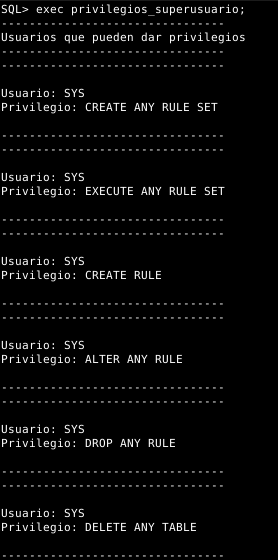 SQL> exec privilegios_superusuario;
--------------------------------
Usuarios que pueden dar privilegios
--------------------------------
--------------------------------
Usuario: SYS
Privilegio: CREATE ANY RULE SET
--------------------------------
--------------------------------
Usuario: SYS
Privilegio: EXECUTE ANY RULE SET
--------------------------------
--------------------------------
Usuario: SYS
Privilegio: CREATE RULE
--------------------------------
--------------------------------
Usuario: SYS
Privilegio: ALTER ANY RULE
--------------------------------
--------------------------------
Usuario: SYS
Privilegio: DROP ANY RULE
--------------------------------
--------------------------------
Usuario: SYS
Privilegio: DELETE ANY TABLE
--------------------------------
--------------------------------